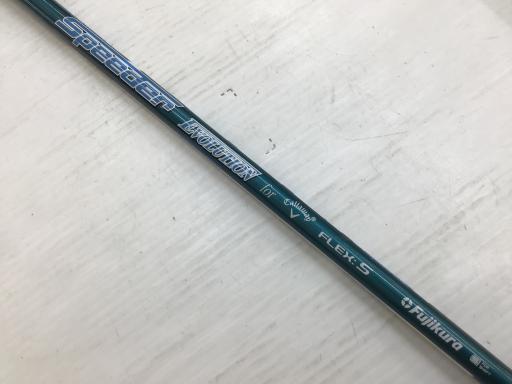 Speeder EVOLUTION for Callaway FLEX: S Fujikura